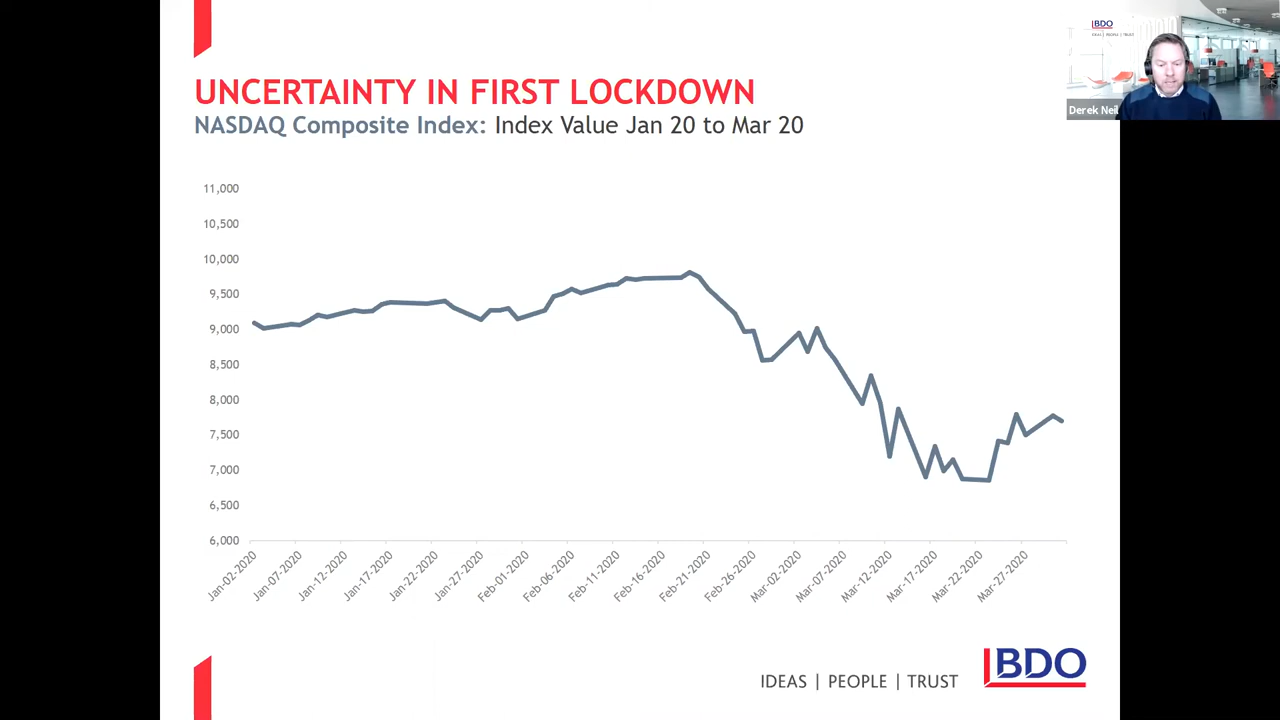 UNCERTAINTY IN FIRST LOCKDOWN
NASDAQ Composite Index: Index Value Jan 20 to Mar 20
11,000
10,500
10,000
9,500
9,000
8,500
8,000
7,500
7,000
6,500
6,000
Jan-02-2020
Jan-07-2020
Jan-12-2020
Jan-17-2020
Jan-22-2020
Jan-27-2020
Feb-01-2020
Feb-06-2020
Feb-11-2020
Feb-16-2020
Feb-21-2020
Feb-26-2020
Mar-02-2020
Mar-07-2020
Mar-12-2020
Mar-17-2020
Mar-22-2020
Mar-27-2020
IDEAS | PEOPLE | TRUST
BDO
BDO
IDEAS | PEOPLE | TRUST
Derek Neil